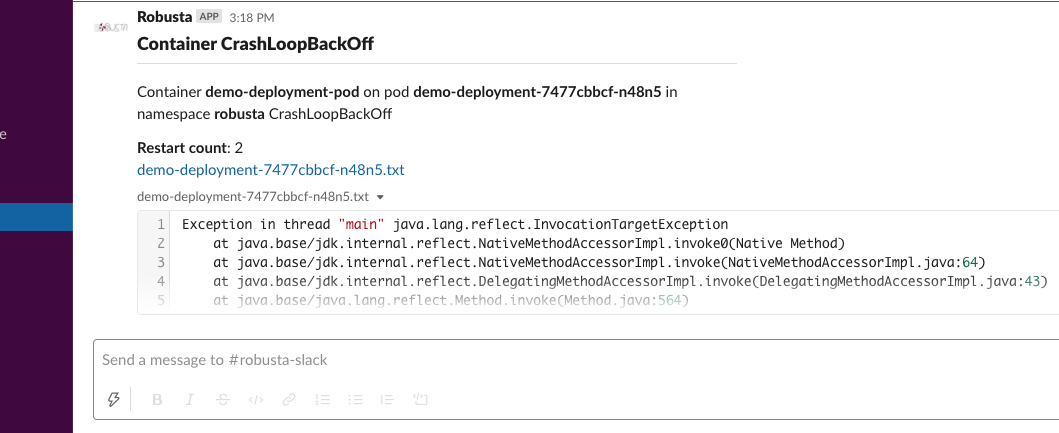 Robusta APP 3:18 PM
Container CrashLoopBackOff
Container demo-deployment-pod on pod demo-deployment-7477cbbcf-n48n5 in
namespace robusta CrashLoopBackOff
Restart count: 2
demo-deployment-7477cbbcf-n48n5.txt
demo-deployment-7477cbbcf-n48n5.txt
1 Exception in thread "main" java.lang.reflect.InvocationTargetException
2 at java.base/jdk.internal.reflect.NativeMethodAccessorImpl.invoke0(Native Method)
3 at java.base/jdk.internal.reflect.NativeMethodAccessorImpl.invoke(NativeMethodAccessorImpl.java:64)
4 at java.base/jdk.internal.reflect.DelegatingMethodAccessorImpl.invoke(DelegatingMethodAccessorImpl.java:43)
5 at java.base/java.lang.reflect.Method.invoke(Method.java:564)
e
Send a message to #robusta-slack
B I S